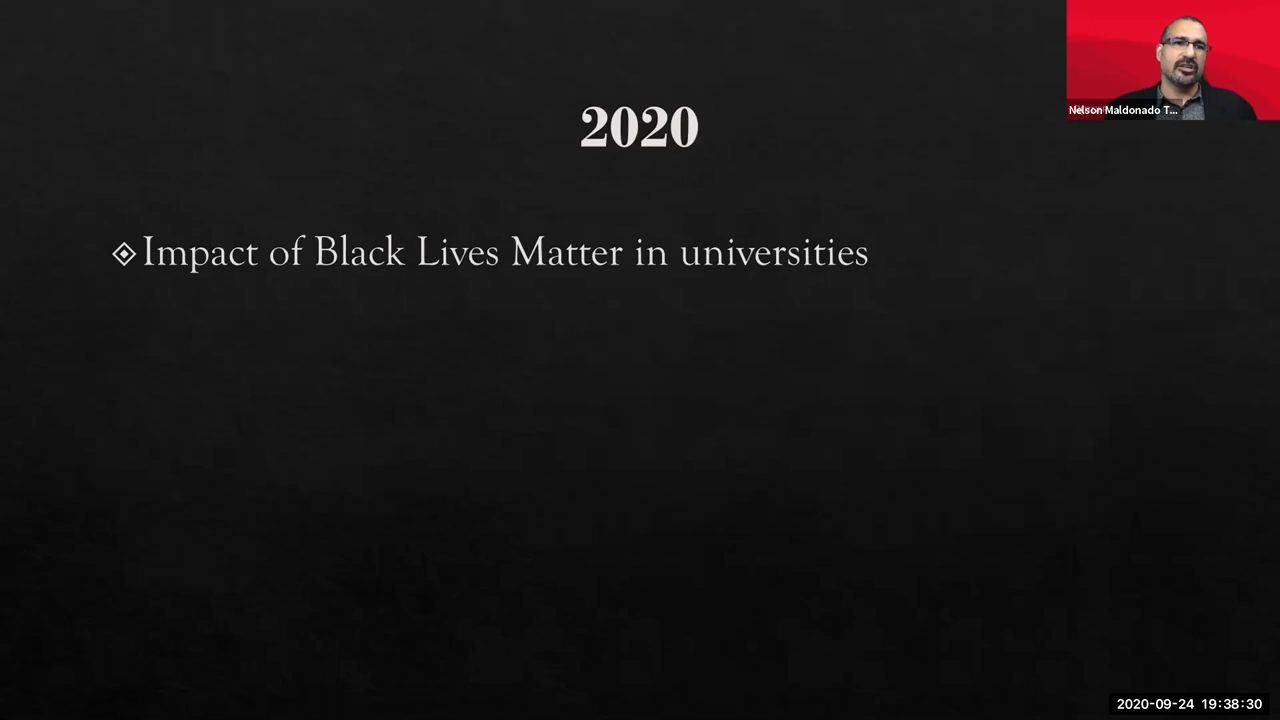 Nelson Maldonado T...
2020
Impact of Black Lives Matter in universities
2020-09-24 19:38:30